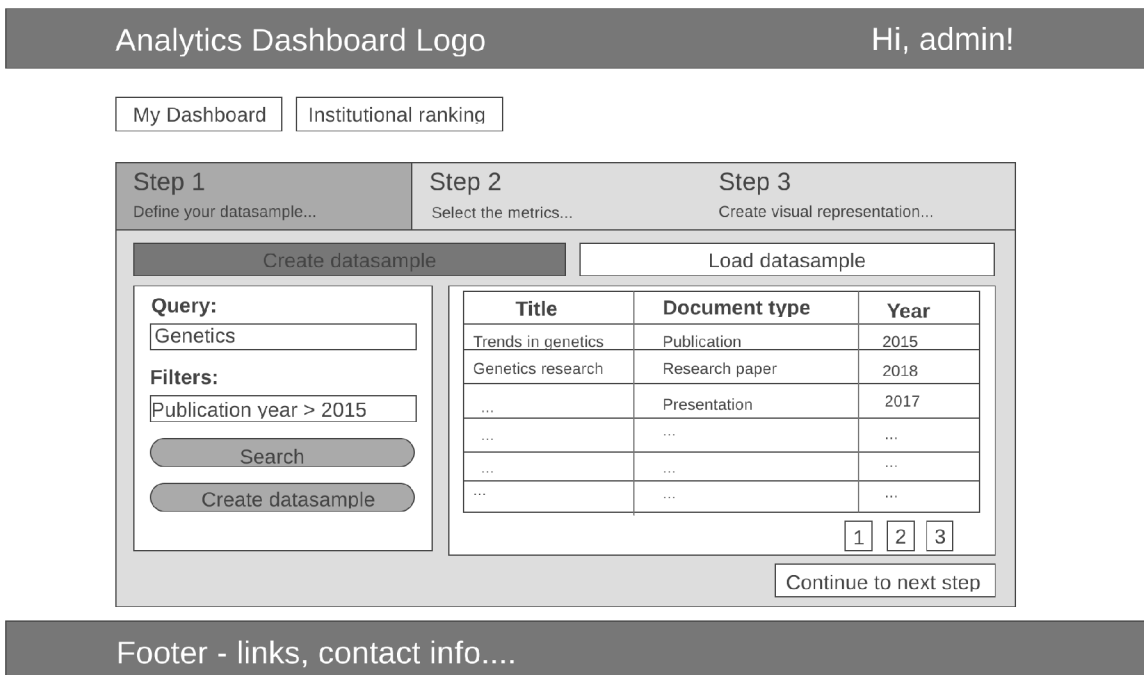 Analytics Dashboard Logo Hi, admin!
My Dashboard Institutional ranking
Step 1 Step 2 Step 3
Define your datasample... Select the metrics... Create visual representation...
Create datasample Load datasample
Query:
Genetics
Filters:
Publication year > 2015
Search
Create datasample
Title Document type Year
Trends in genetics Publication 2015
Genetics research Research paper 2018
... Presentation 2017
... ... ...
... ... ...
... ... ...
1 2 3
Continue to next step
Footer - links, contact info....